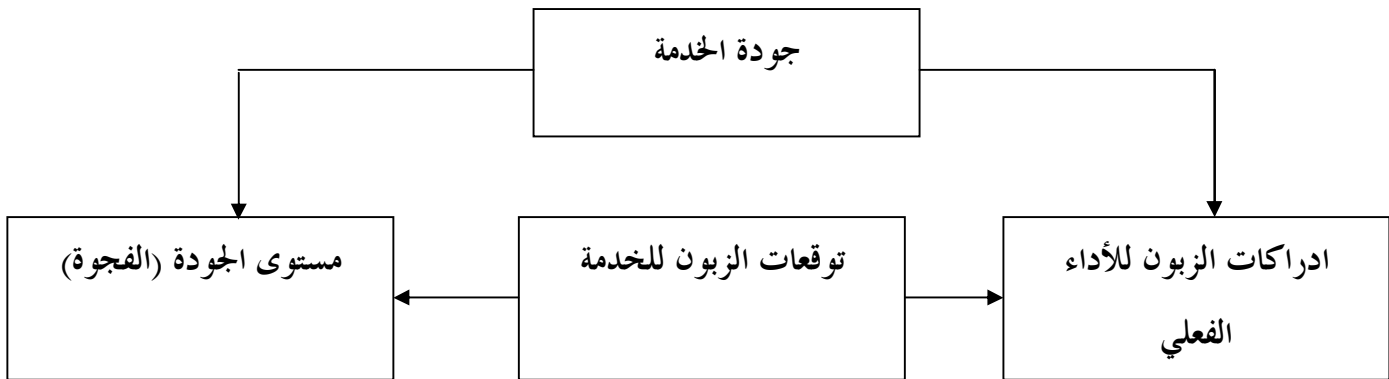 جودة الخدمة
ادراكات الزبون للأداء
الفعلي
توقعات الزبون للخدمة
مستوى الجودة (الفجوة)